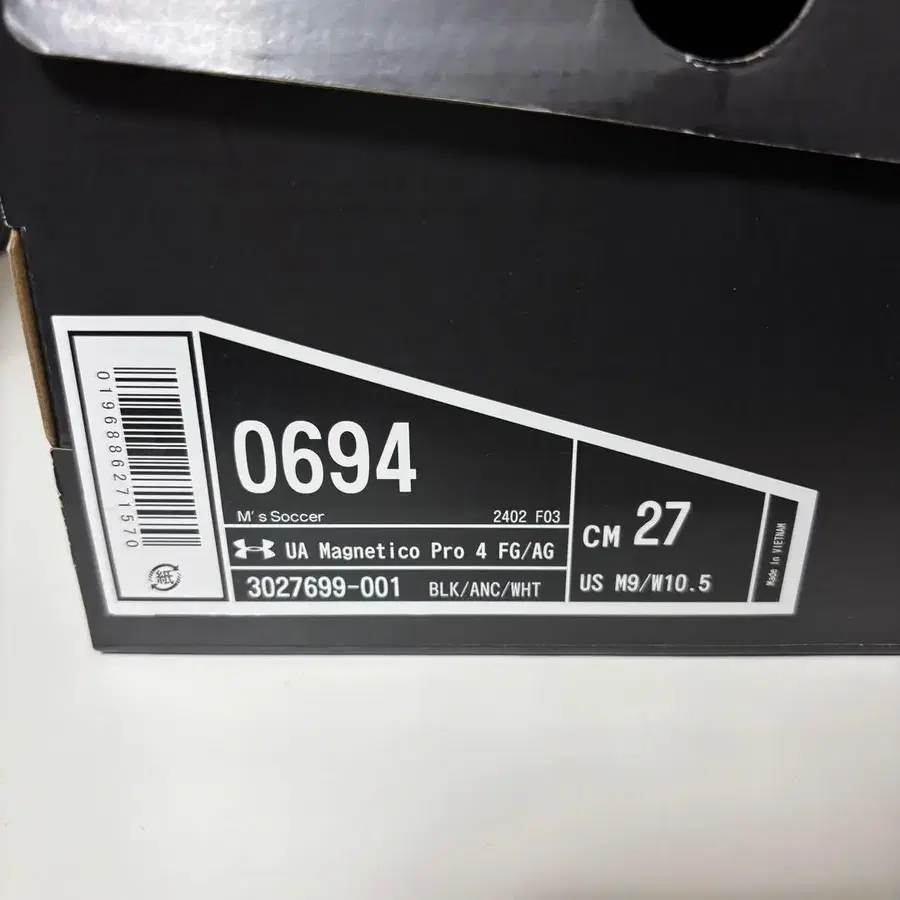 0196886271570
紙
0694
M's Soccer
2402 F03
UA Magnetico Pro 4 FG/AG
3027699-001 BLK/ANC/WHT
CM 27
US M9/W10.5
Made In VIETNAM